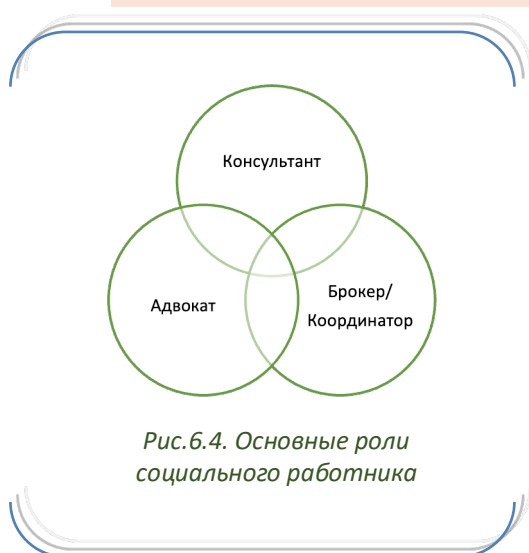 Консультант
Адвокат
Брокер/
Координатор
Рис.6.4. Основные роли
социального работника